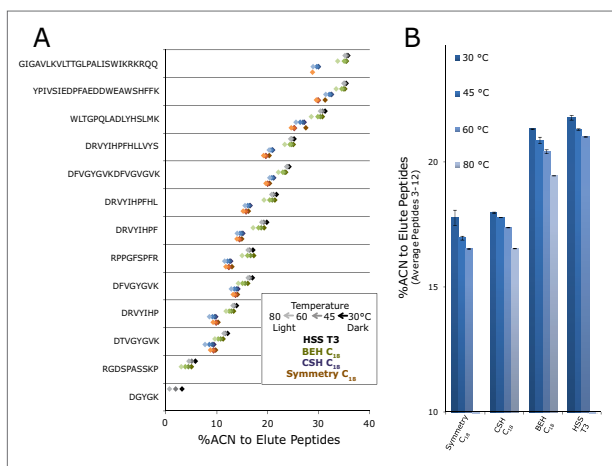 A
GIGAVLKVLTTGLPALISWIKRKRQQ
YPIVSIEDPFAEDDWEAWSHFFK
WLTGPQLADLYHSLMK
DRVYIHPFHLLVYS
DFVGYGVKDFVGVGVK
DRVYIHPFHL
DRVYIHPF
RPPGFSPFR
DFVGYGVK
DRVYIHP
DTVGYGVK
RGDSPASSKP
DGYGK
0 10 20 30 40
%ACN to Elute Peptides
Temperature
80 60 45 30°C
Light Dark
HSS T3
BEH C18
CSH C18
Symmetry C18
B
30 °C
45 °C
60 °C
80 °C
%ACN to Elute Peptides
(Average Peptides 3–12)
20
15
10
Symmetry
C18
CSH
C18
BEH
C18
HSS
T3